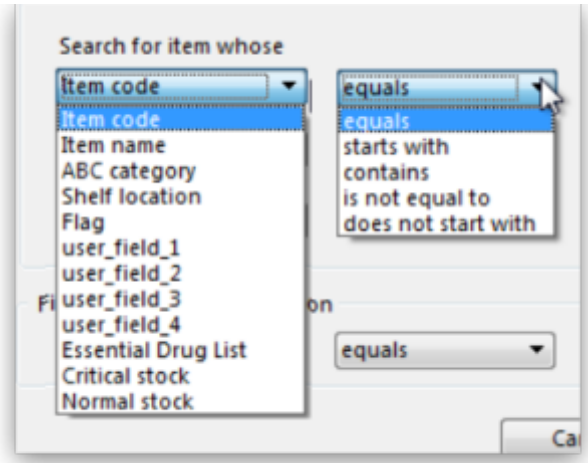 Search for item whose
Item code
equals
Item code
Item name
ABC category
Shelf location
Flag
user_field_1
user_field_2
user_field_3
user_field_4
Essential Drug List
Critical stock
Normal stock
equals
starts with
contains
is not equal to
does not start with
Fi
on
equals
Ca